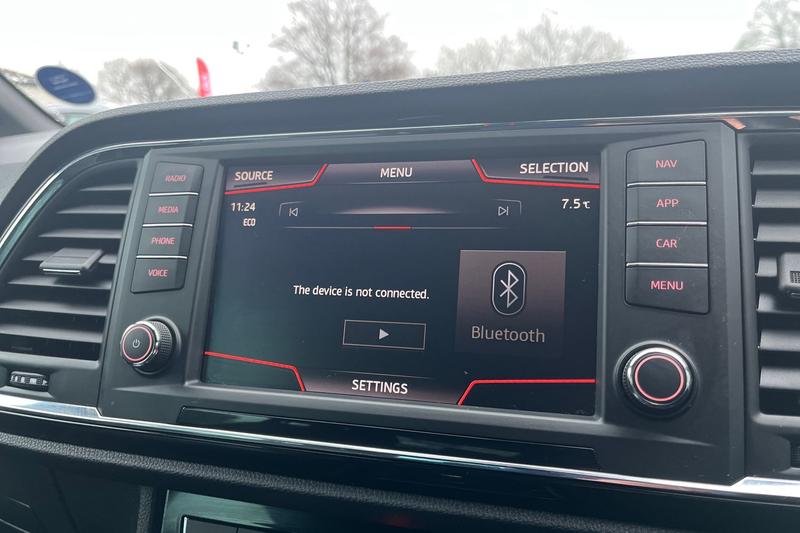 RADIO
MEDIA
PHONE
VOICE
SOURCE
MENU
SELECTION
11:24
ECO
7.5 °C
The device is not connected.
Bluetooth
SETTINGS
NAV
APP
CAR
MENU